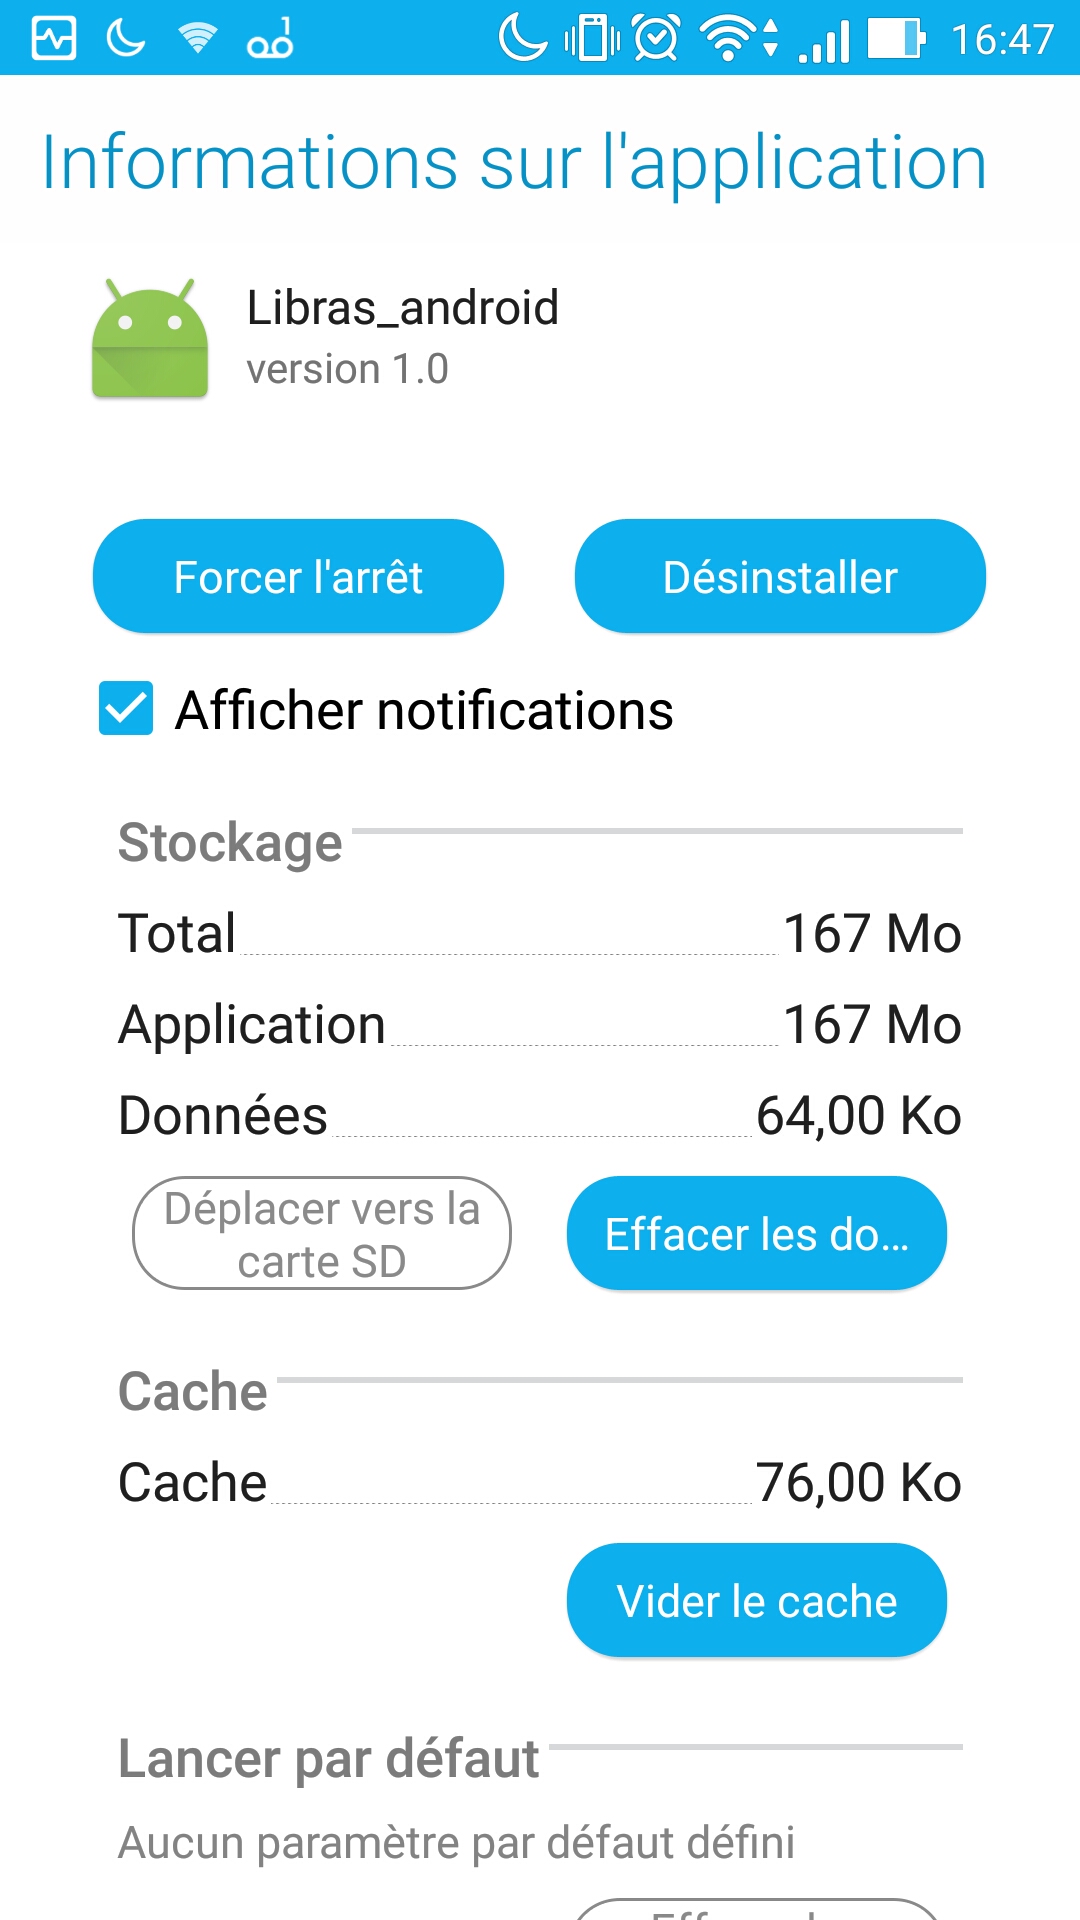 16:47
Informations sur l'application
Libras_android
version 1.0
Forcer l'arrêt
Désinstaller
Afficher notifications
Stockage
Total 167 Mo
Application 167 Mo
Données 64,00 Ko
Déplacer vers la
carte SD
Effacer les do...
Cache
Cache 76,00 Ko
Vider le cache
Lancer par défaut
Aucun paramètre par défaut défini